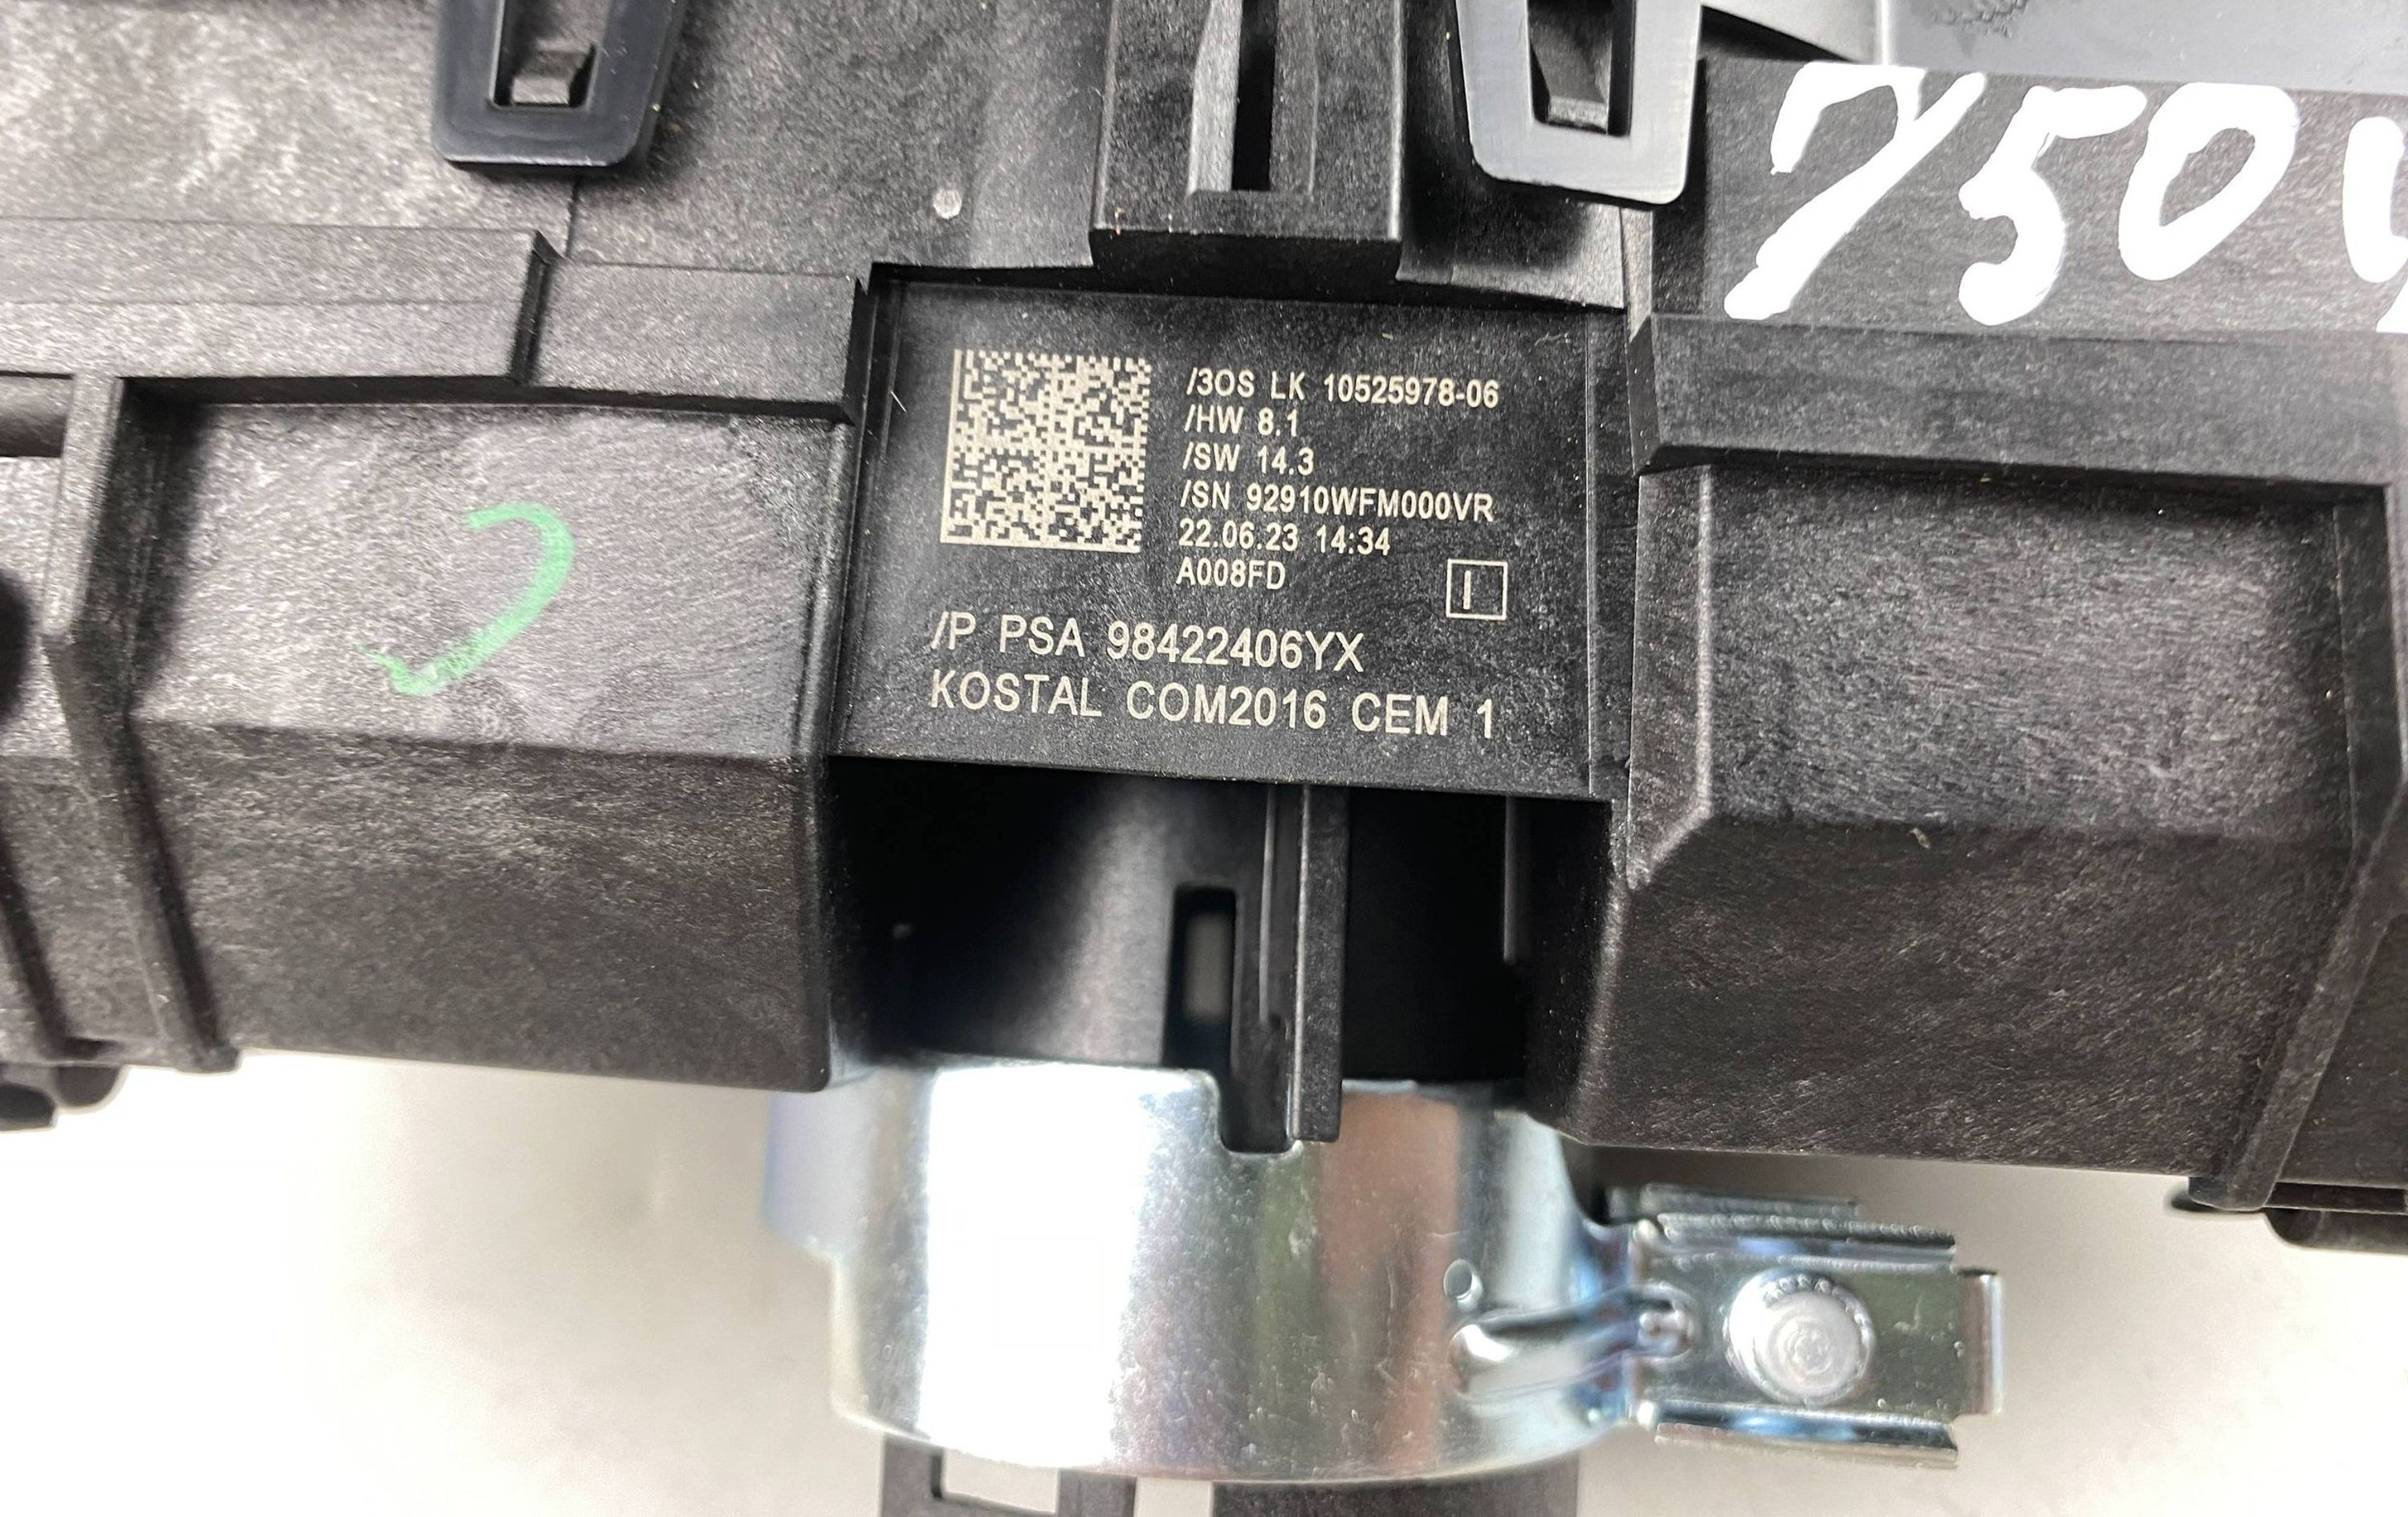 750
/3OS LK 10525978-06
/HW 8.1
/SW 14.3
/SN 92910WFM000VR
22.06.23 14:34
A008FD
I
/P PSA 98422406YX
KOSTAL COM2016 CEM 1